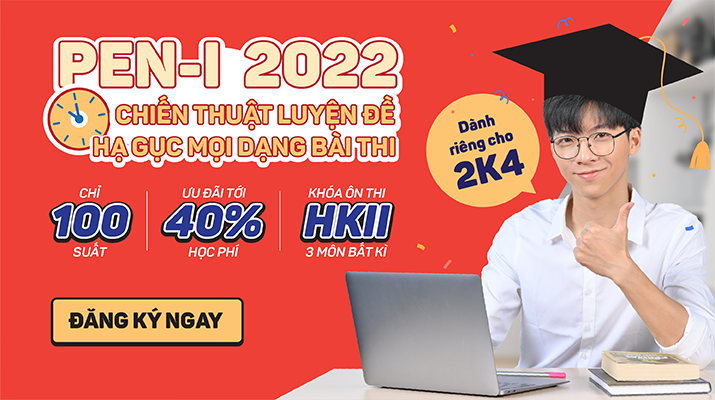 PEN-I 2022
CHIẾN THUẬT LUYỆN ĐỀ
HẠ GỤC MỌI DẠNG BÀI THI
Dành
riêng cho
2K4
CHỈ
100
SUẤT
ƯU ĐÃI TỚI
40%
HỌC PHÍ
KHÓA ÔN THI
HKII
3 MÔN BẤT KÌ
ĐĂNG KÝ NGAY